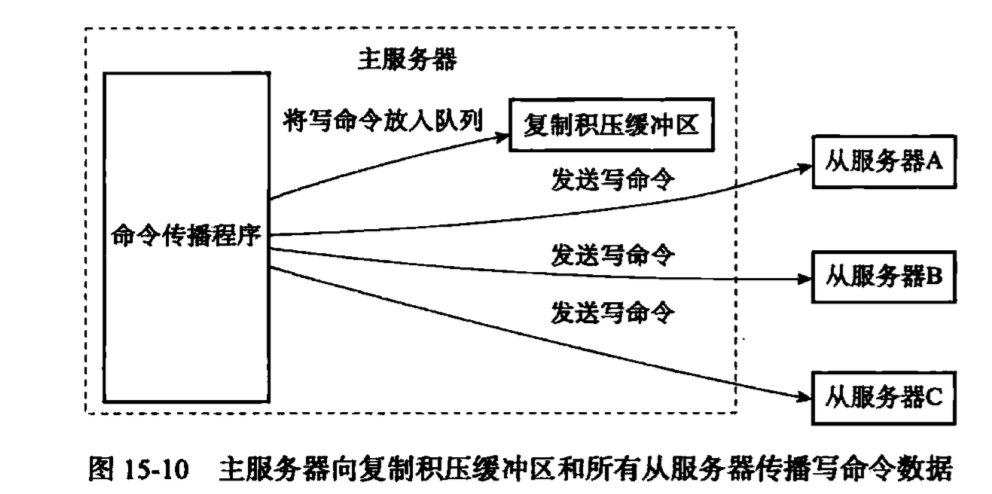 主服务器
将写命令放入队列
复制积压缓冲区
发送写命令
从服务器A
命令传播程序
发送写命令
从服务器B
发送写命令
从服务器C
图 15-10 主服务器向复制积压缓冲区和所有从服务器传播写命令数据